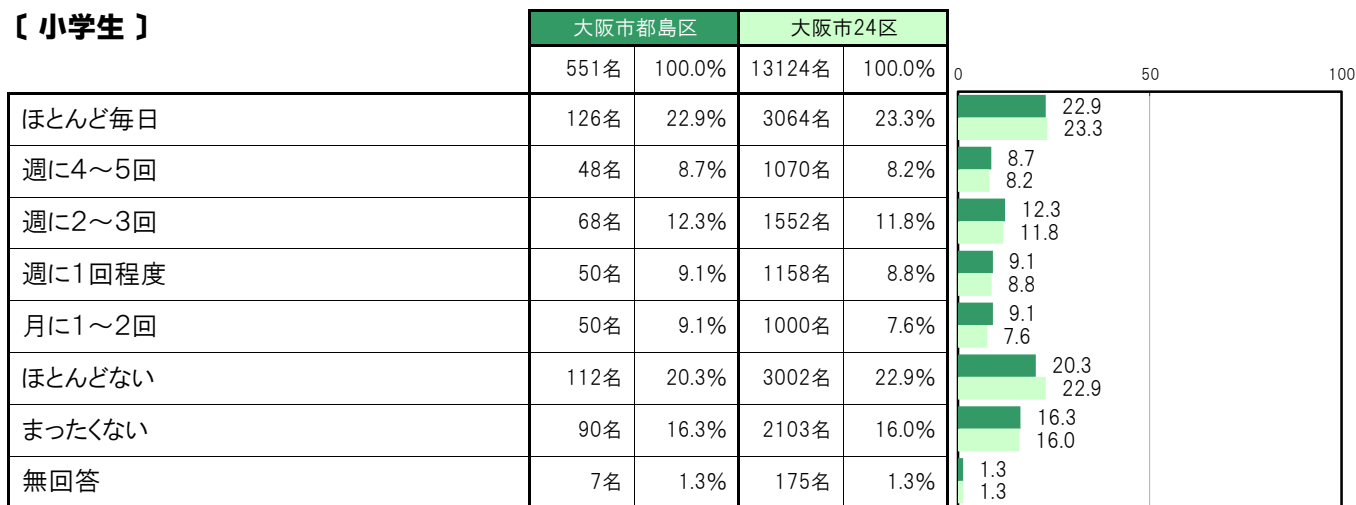 〔 小学生 〕
大阪市都島区 大阪市24区
551名 100.0% 13124名 100.0% 0 50 100
ほとんど毎日 126名 22.9% 3064名 23.3% 22.9
23.3
週に4～5回 48名 8.7% 1070名 8.2% 8.7
8.2
週に2～3回 68名 12.3% 1552名 11.8% 12.3
11.8
週に1回程度 50名 9.1% 1158名 8.8% 9.1
8.8
月に1～2回 50名 9.1% 1000名 7.6% 9.1
7.6
ほとんどない 112名 20.3% 3002名 22.9% 20.3
22.9
まったくない 90名 16.3% 2103名 16.0% 16.3
16.0
無回答 7名 1.3% 175名 1.3% 1.3
1.3